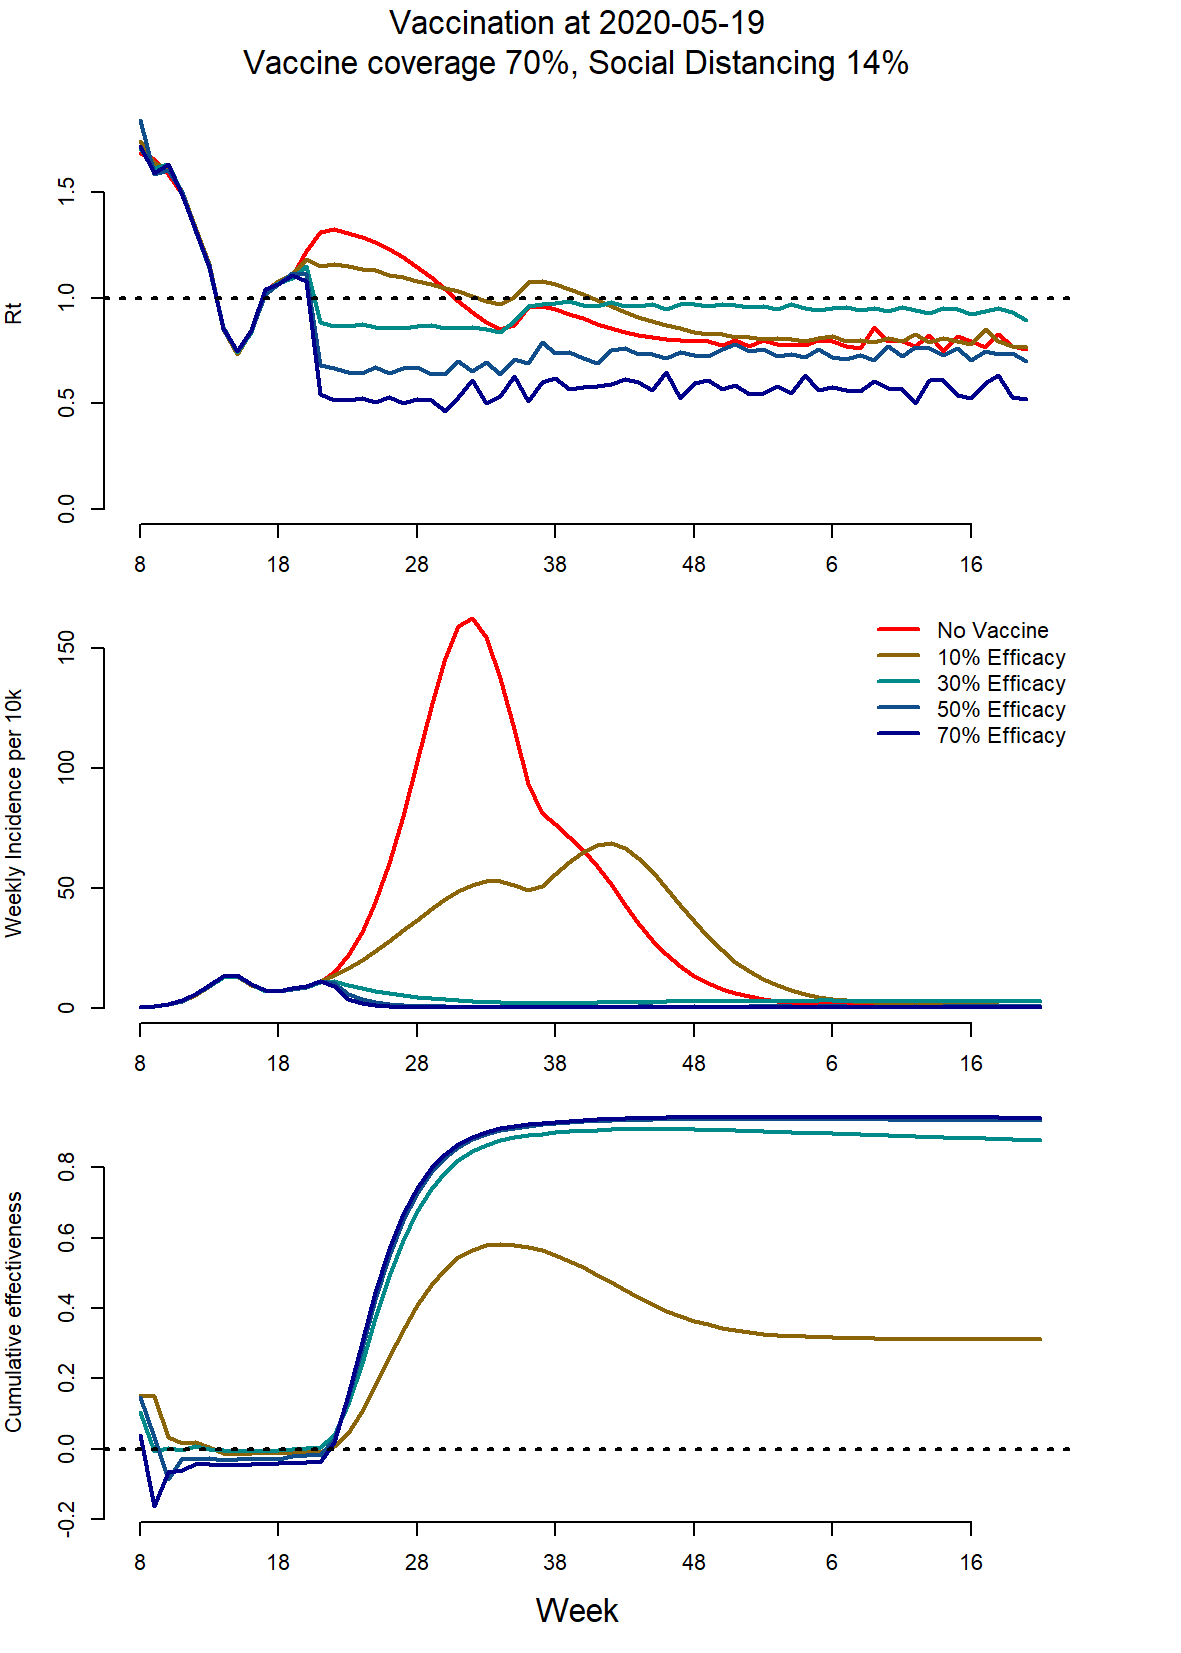 Vaccination at 2020-05-19
Vaccine coverage 70%, Social Distancing 14%
Rt
1.5
1.0
0.5
0.0
8 18 28 38 48 6 16
Weekly Incidence per 10k
150
100
50
0
No Vaccine
10% Efficacy
30% Efficacy
50% Efficacy
70% Efficacy
8 18 28 38 48 6 16
Cumulative effectiveness
0.8
0.6
0.4
0.2
0.0
-0.2
8 18 28 38 48 6 16
Week